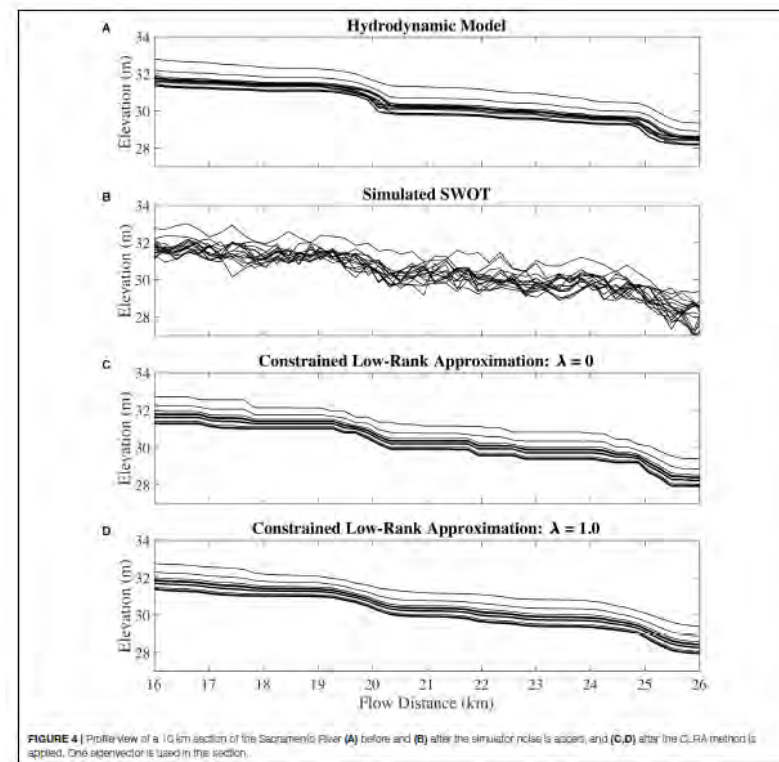 A
Hydrodynamic Model
34
32
30
28
Elevation (m)
B
Simulated SWOT
34
32
30
28
Elevation (m)
C
Constrained Low-Rank Approximation: λ = 0
34
32
30
28
Elevation (m)
D
Constrained Low-Rank Approximation: λ = 1.0
34
32
30
28
Elevation (m)
16 17 18 19 20 21 22 23 24 25 26
Flow Distance (km)
FIGURE 4 | Profile view of a 10 km section of the Sacramento River (A) before and (B) after the simulator noise is added, and (C,D) after the CLRA method is
applied. One eigenvector is used in this section.